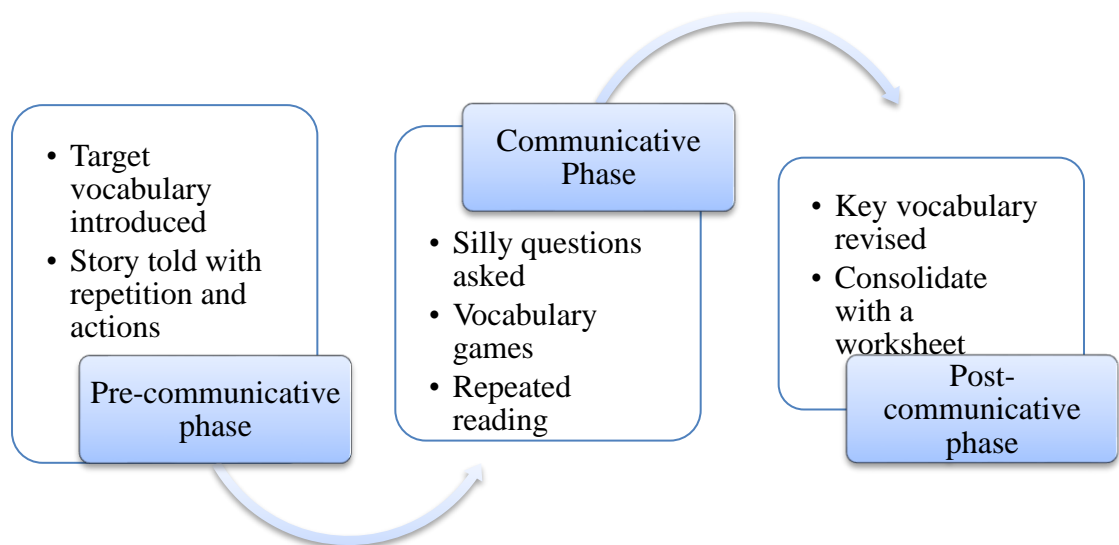 • Target
vocabulary
introduced
• Story told with
repetition and
actions
Pre-communicative
phase
Communicative
Phase
• Silly questions
asked
• Vocabulary
games
• Repeated
reading
• Key vocabulary
revised
• Consolidate
with a
worksheet
Post-
communicative
phase